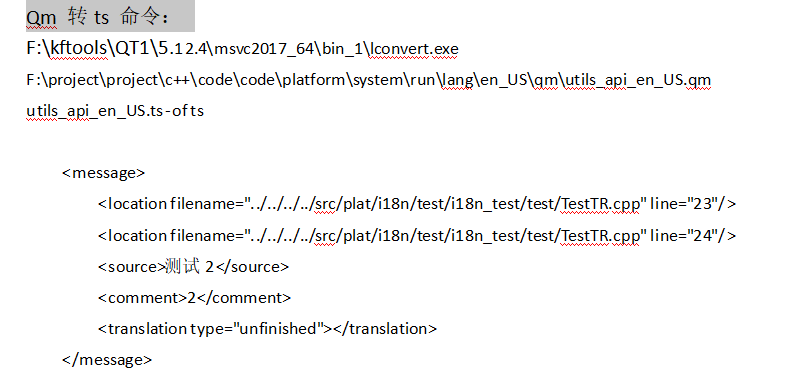 Qm 转 ts 命令：
F:\kftools\QT1\5.12.4\msvc2017_64\bin_1\lconvert.exe
F:\project\project\c++\code\code\platform\system\run\lang\en_US\qm\utils_api_en_US.qm
utils_api_en_US.ts -of ts
<message>
<location filename="../../../../src/plat/i18n/test/i18n_test/test/TestTR.cpp" line="23"/>
<location filename="../../../../src/plat/i18n/test/i18n_test/test/TestTR.cpp" line="24"/>
<source>测试 2</source>
<comment>2</comment>
<translation type="unfinished"></translation>
</message>